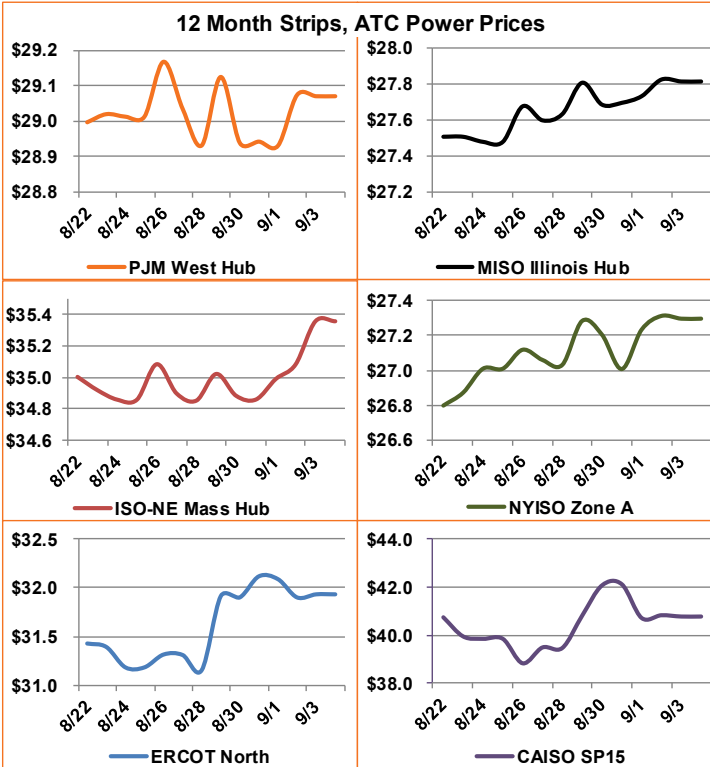 12 Month Strips, ATC Power Prices
$29.2
$29.1
$29.0
$28.9
$28.8
8/22 8/24 8/26 8/28 8/30 9/1 9/3
PJM West Hub
$28.0
$27.8
$27.6
$27.4
$27.2
8/22 8/24 8/26 8/28 8/30 9/1 9/3
MISO Illinois Hub
$35.4
$35.2
$35.0
$34.8
$34.6
8/22 8/24 8/26 8/28 8/30 9/1 9/3
ISO-NE Mass Hub
$27.4
$27.2
$27.0
$26.8
$26.6
8/22 8/24 8/26 8/28 8/30 9/1 9/3
NYISO Zone A
$32.5
$32.0
$31.5
$31.0
8/22 8/24 8/26 8/28 8/30 9/1 9/3
ERCOT North
$44.0
$42.0
$40.0
$38.0
8/22 8/24 8/26 8/28 8/30 9/1 9/3
CAISO SP15